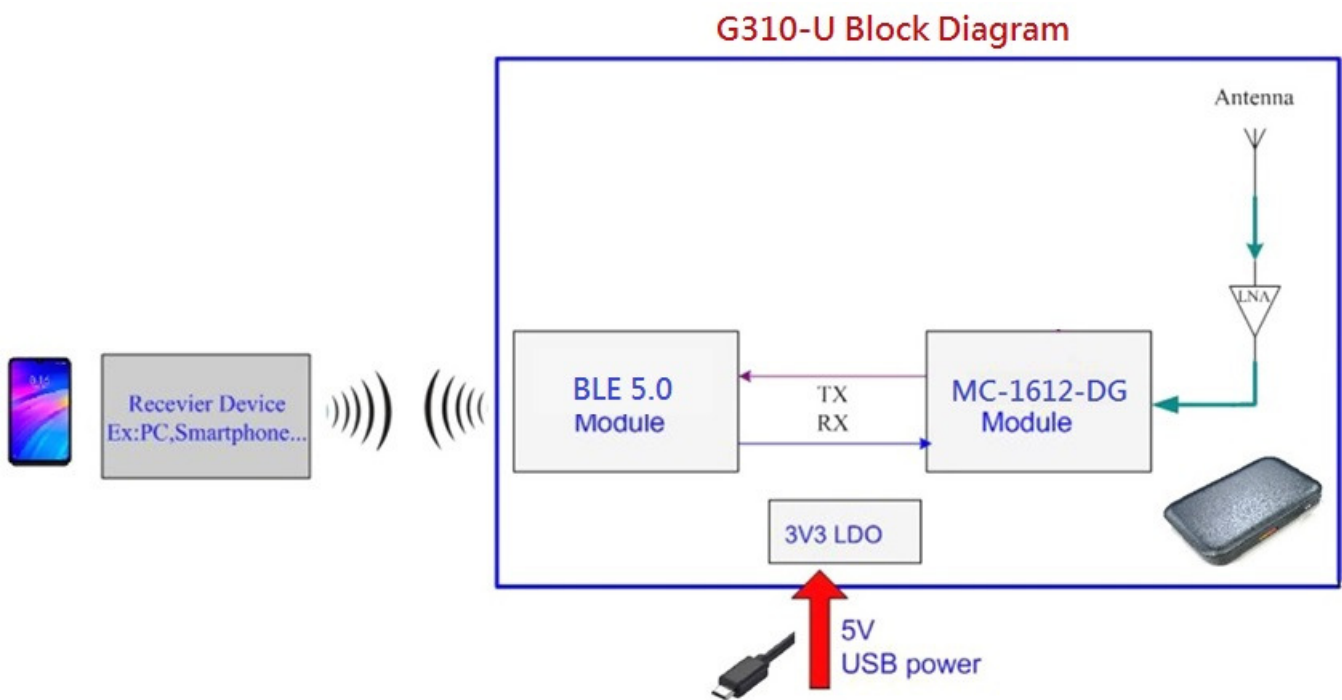 G310-U Block Diagram
Antenna
LNA
BLE 5.0
Module
TX
RX
MC-1612-DG
Module
Recevier Device
Ex:PC,Smartphone...
3V3 LDO
5V
USB power